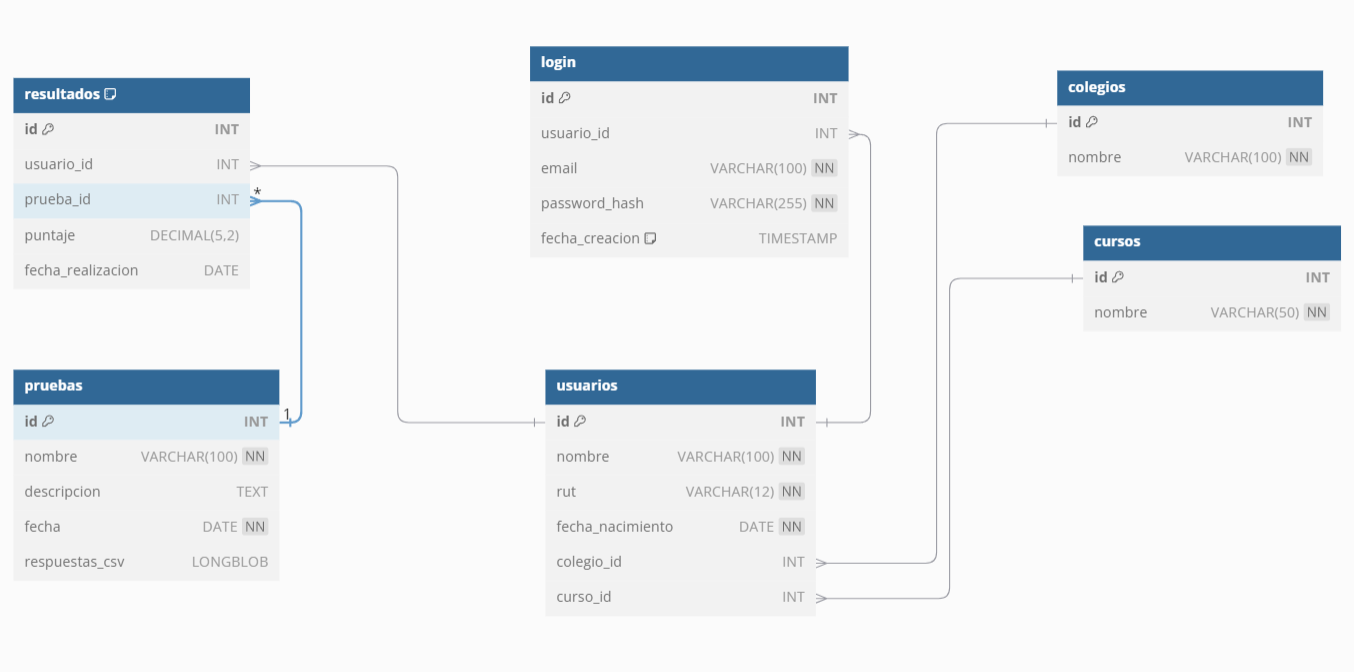 resultados
id INT
usuario_id INT
prueba_id INT *
puntaje DECIMAL(5,2)
fecha_realizacion DATE
pruebas
id INT 1
nombre VARCHAR(100) NN
descripcion TEXT
fecha DATE NN
respuestas_csv LONGBLOB
login
id INT
usuario_id INT
email VARCHAR(100) NN
password_hash VARCHAR(255) NN
fecha_creacion TIMESTAMP
usuarios
id INT
nombre VARCHAR(100) NN
rut VARCHAR(12) NN
fecha_nacimiento DATE NN
colegio_id INT
curso_id INT
colegios
id INT
nombre VARCHAR(100) NN
cursos
id INT
nombre VARCHAR(50) NN